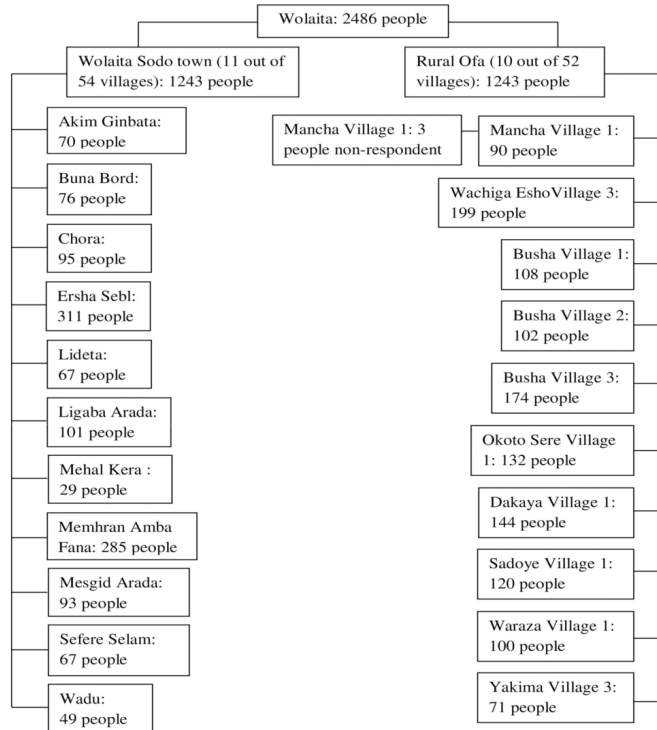 Wolaita: 2486 people
Wolaita Sodo town (11 out of
54 villages): 1243 people
Rural Ofa (10 out of 52
villages): 1243 people
Akim Ginbata:
70 people
Buna Bord:
76 people
Chora:
95 people
Ersha Sebl:
311 people
Lideta:
67 people
Ligaba Arada:
101 people
Mehal Kera :
29 people
Memhran Amba
Fana: 285 people
Mesgid Arada:
93 people
Sefere Selam:
67 people
Wadu:
49 people
Mancha Village 1: 3
people non-respondent
Mancha Village 1:
90 people
Wachiga EshoVillage 3:
199 people
Busha Village 1:
108 people
Busha Village 2:
102 people
Busha Village 3:
174 people
Okoto Sere Village
1: 132 people
Dakaya Village 1:
144 people
Sadoye Village 1:
120 people
Waraza Village 1:
100 people
Yakima Village 3:
71 people